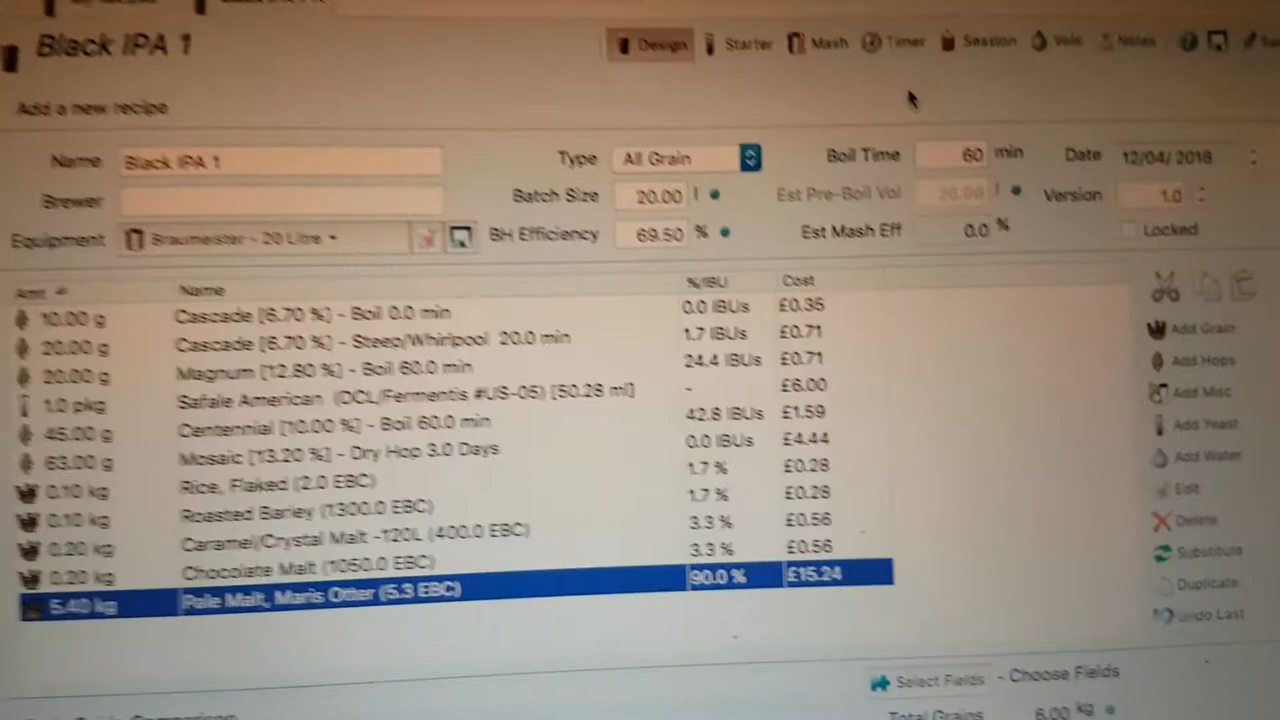 Black IPA 1
Design Starter Mash Timer Session Vols Notes
Add a new recipe
Name Black IPA 1 Type All Grain Boil Time 60 min Date 12/04/2018
Brewer Batch Size 20.00 l Est Pre-Boil Vol l Version 1.0
Equipment Braumeister - 20 Litre BH Efficiency 69.50 % Est Mash Eff 0.0 % Locked
Amt Name %/IBU Cost
10.00 g Cascade [6.70 %] - Boil 0.0 min 0.0 IBUs £0.35
20.00 g Cascade [6.70 %] - Steep/Whirlpool 20.0 min 1.7 IBUs £0.71
20.00 g Magnum [12.80 %] - Boil 60.0 min 24.4 IBUs £0.71
1.0 pkg Safale American (DCL/Fermentis #US-05) [50.28 ml] - £6.00
45.00 g Centennial [10.00 %] - Boil 60.0 min 42.8 IBUs £1.59
63.00 g Mosaic [13.20 %] - Dry Hop 3.0 Days 0.0 IBUs £4.44
0.10 kg Rice, Flaked (2.0 EBC) 1.7 % £0.28
0.10 kg Roasted Barley (1300.0 EBC) 1.7 % £0.28
0.20 kg Caramel/Crystal Malt -120L (400.0 EBC) 3.3 % £0.56
0.20 kg Chocolate Malt (1050.0 EBC) 3.3 % £0.56
5.40 kg Pale Malt, Maris Otter (5.3 EBC) 90.0 % £15.24
Add Grain
Add Hops
Add Misc
Add Yeast
Add Water
Edit
Delete
Substitute
Duplicate
Undo Last
Select Fields - Choose Fields
Total Grains 6.00 kg